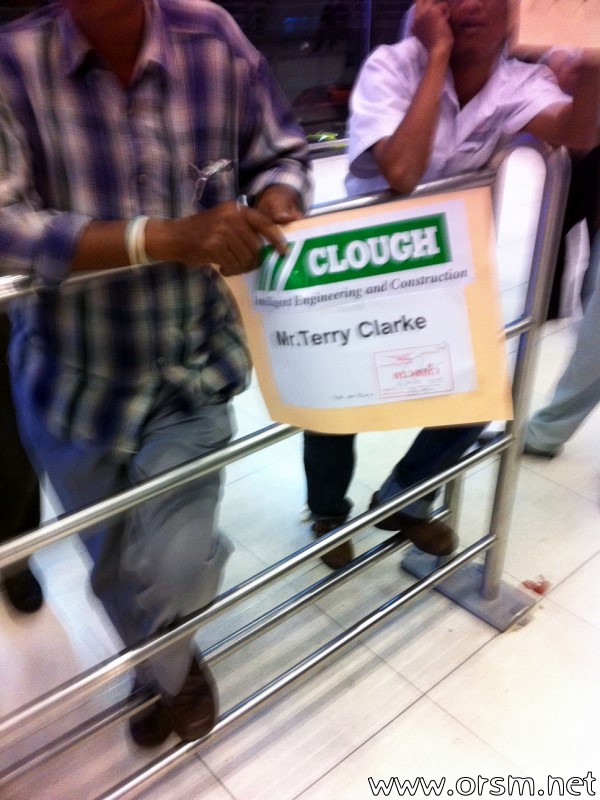 CLOUGH
Intelligent Engineering and Construction
Mr.Terry Clarke
www.orsm.net